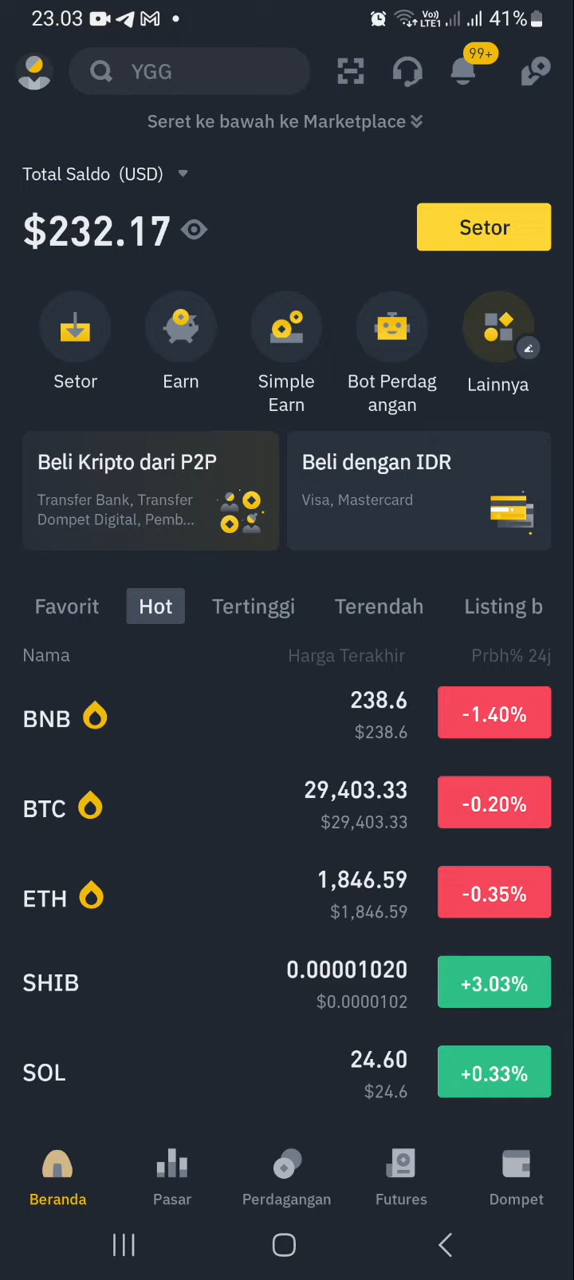 23.03 Vo)) LTE1 41%
99+
YGG
Seret ke bawah ke Marketplace
Total Saldo (USD)
$232.17
Setor
Setor Earn Simple Earn Bot Perdag angan Lainnya
Beli Kripto dari P2P
Transfer Bank, Transfer
Dompet Digital, Pemb...
Beli dengan IDR
Visa, Mastercard
Favorit Hot Tertinggi Terendah Listing b
Nama Harga Terakhir Prbh% 24j
BNB 238.6 -1.40%
$238.6
BTC 29,403.33 -0.20%
$29,403.33
ETH 1,846.59 -0.35%
$1,846.59
SHIB 0.00001020 +3.03%
$0.0000102
SOL 24.60 +0.33%
$24.6
Beranda Pasar Perdagangan Futures Dompet